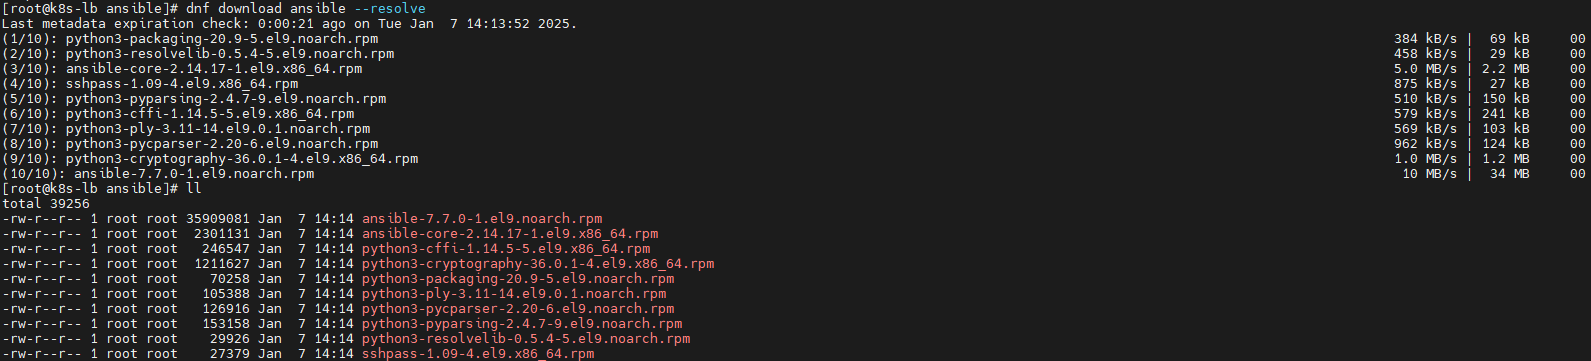 [root@k8s-lb ansible]# dnf download ansible --resolve
Last metadata expiration check: 0:00:21 ago on Tue Jan  7 14:13:52 2025.
(1/10): python3-packaging-20.9-5.el9.noarch.rpm 384 kB/s |  69 kB     00
(2/10): python3-resolvelib-0.5.4-5.el9.noarch.rpm 458 kB/s |  29 kB     00
(3/10): ansible-core-2.14.17-1.el9.x86_64.rpm 5.0 MB/s | 2.2 MB     00
(4/10): sshpass-1.09-4.el9.x86_64.rpm 875 kB/s |  27 kB     00
(5/10): python3-pyparsing-2.4.7-9.el9.noarch.rpm 510 kB/s | 150 kB     00
(6/10): python3-cffi-1.14.5-5.el9.x86_64.rpm 579 kB/s | 241 kB     00
(7/10): python3-ply-3.11-14.el9.0.1.noarch.rpm 569 kB/s | 103 kB     00
(8/10): python3-pycparser-2.20-6.el9.noarch.rpm 962 kB/s | 124 kB     00
(9/10): python3-cryptography-36.0.1-4.el9.x86_64.rpm 1.0 MB/s | 1.2 MB     00
(10/10): ansible-7.7.0-1.el9.noarch.rpm 10 MB/s |  34 MB     00
[root@k8s-lb ansible]# ll
total 39256
-rw-r--r-- 1 root root 35909081 Jan  7 14:14 ansible-7.7.0-1.el9.noarch.rpm
-rw-r--r-- 1 root root  2301131 Jan  7 14:14 ansible-core-2.14.17-1.el9.x86_64.rpm
-rw-r--r-- 1 root root   246547 Jan  7 14:14 python3-cffi-1.14.5-5.el9.x86_64.rpm
-rw-r--r-- 1 root root  1211627 Jan  7 14:14 python3-cryptography-36.0.1-4.el9.x86_64.rpm
-rw-r--r-- 1 root root    70258 Jan  7 14:14 python3-packaging-20.9-5.el9.noarch.rpm
-rw-r--r-- 1 root root   105388 Jan  7 14:14 python3-ply-3.11-14.el9.0.1.noarch.rpm
-rw-r--r-- 1 root root   126916 Jan  7 14:14 python3-pycparser-2.20-6.el9.noarch.rpm
-rw-r--r-- 1 root root   153158 Jan  7 14:14 python3-pyparsing-2.4.7-9.el9.noarch.rpm
-rw-r--r-- 1 root root    29926 Jan  7 14:14 python3-resolvelib-0.5.4-5.el9.noarch.rpm
-rw-r--r-- 1 root root    27379 Jan  7 14:14 sshpass-1.09-4.el9.x86_64.rpm